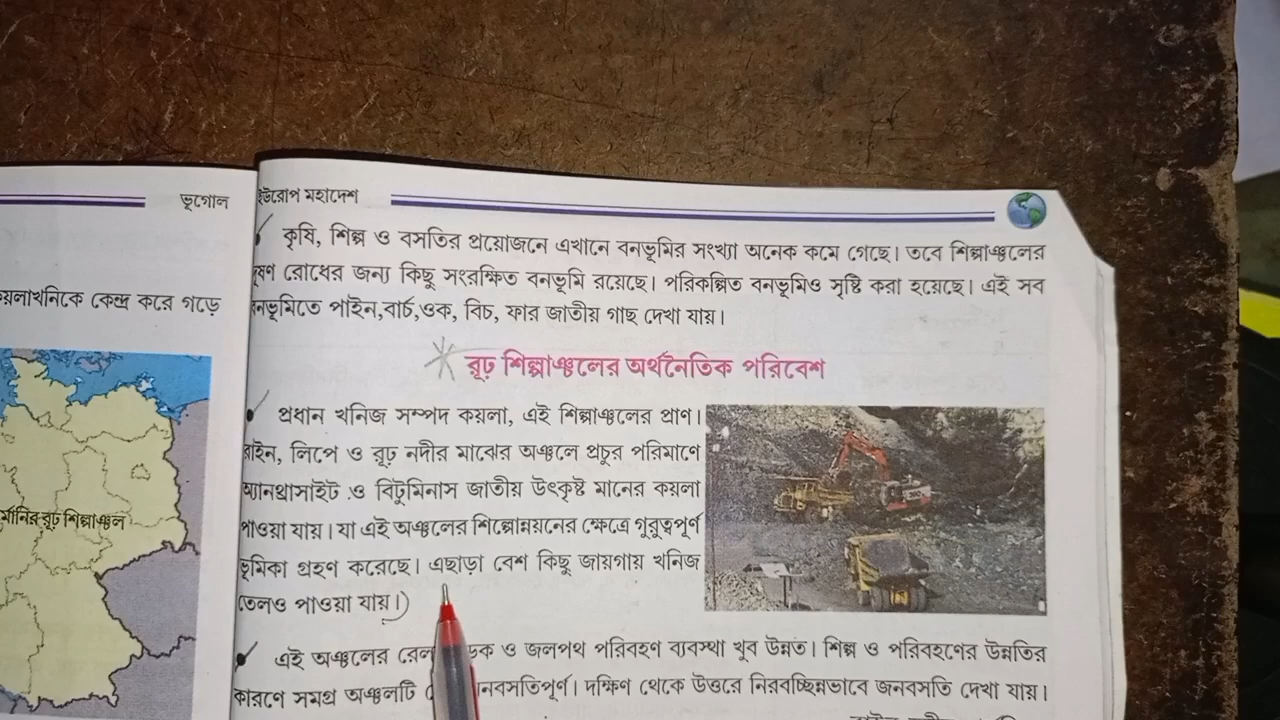 ভূগোল
য়লাখনিকে কেন্দ্র করে গড়ে
র্মানির রূঢ় শিল্পাঞ্চল
ইউরোপ মহাদেশ
কৃষি, শিল্প ও বসতির প্রয়োজনে এখানে বনভূমির সংখ্যা অনেক কমে গেছে। তবে শিল্পাঞ্চলের
দূষণ রোধের জন্য কিছু সংরক্ষিত বনভূমি রয়েছে। পরিকল্পিত বনভূমিও সৃষ্টি করা হয়েছে। এই সব
বনভূমিতে পাইন,বার্চ,ওক, বিচ, ফার জাতীয় গাছ দেখা যায়।
রূঢ় শিল্পাঞ্চলের অর্থনৈতিক পরিবেশ
প্রধান খনিজ সম্পদ কয়লা, এই শিল্পাঞ্চলের প্রাণ।
রাইন, লিপে ও রূঢ় নদীর মাঝের অঞ্চলে প্রচুর পরিমাণে
অ্যানথ্রাসাইট ও বিটুমিনাস জাতীয় উৎকৃষ্ট মানের কয়লা
পাওয়া যায়। যা এই অঞ্চলের শিল্পোন্নয়নের ক্ষেত্রে গুরুত্বপূর্ণ
ভূমিকা গ্রহণ করেছে। এছাড়া বেশ কিছু জায়গায় খনিজ
তেলও পাওয়া যায়।)
এই অঞ্চলের রেল ড়ক ও জলপথ পরিবহণ ব্যবস্থা খুব উন্নত। শিল্প ও পরিবহণের উন্নতির
কারণে সমগ্র অঞ্চলটি নবসতিপূর্ণ। দক্ষিণ থেকে উত্তরে নিরবচ্ছিন্নভাবে জনবসতি দেখা যায়।